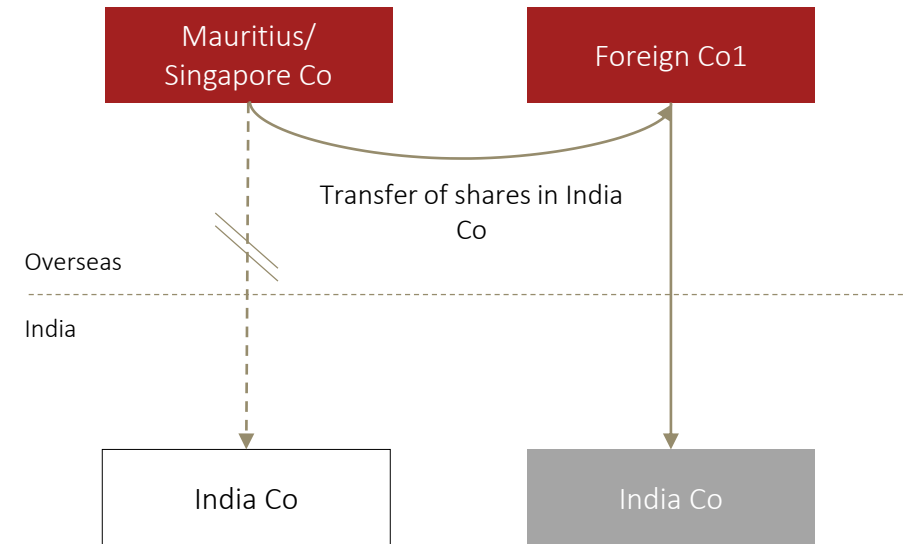 Mauritius/
Singapore Co
Foreign Co1
Transfer of shares in India
Co
Overseas
India
India Co
India Co